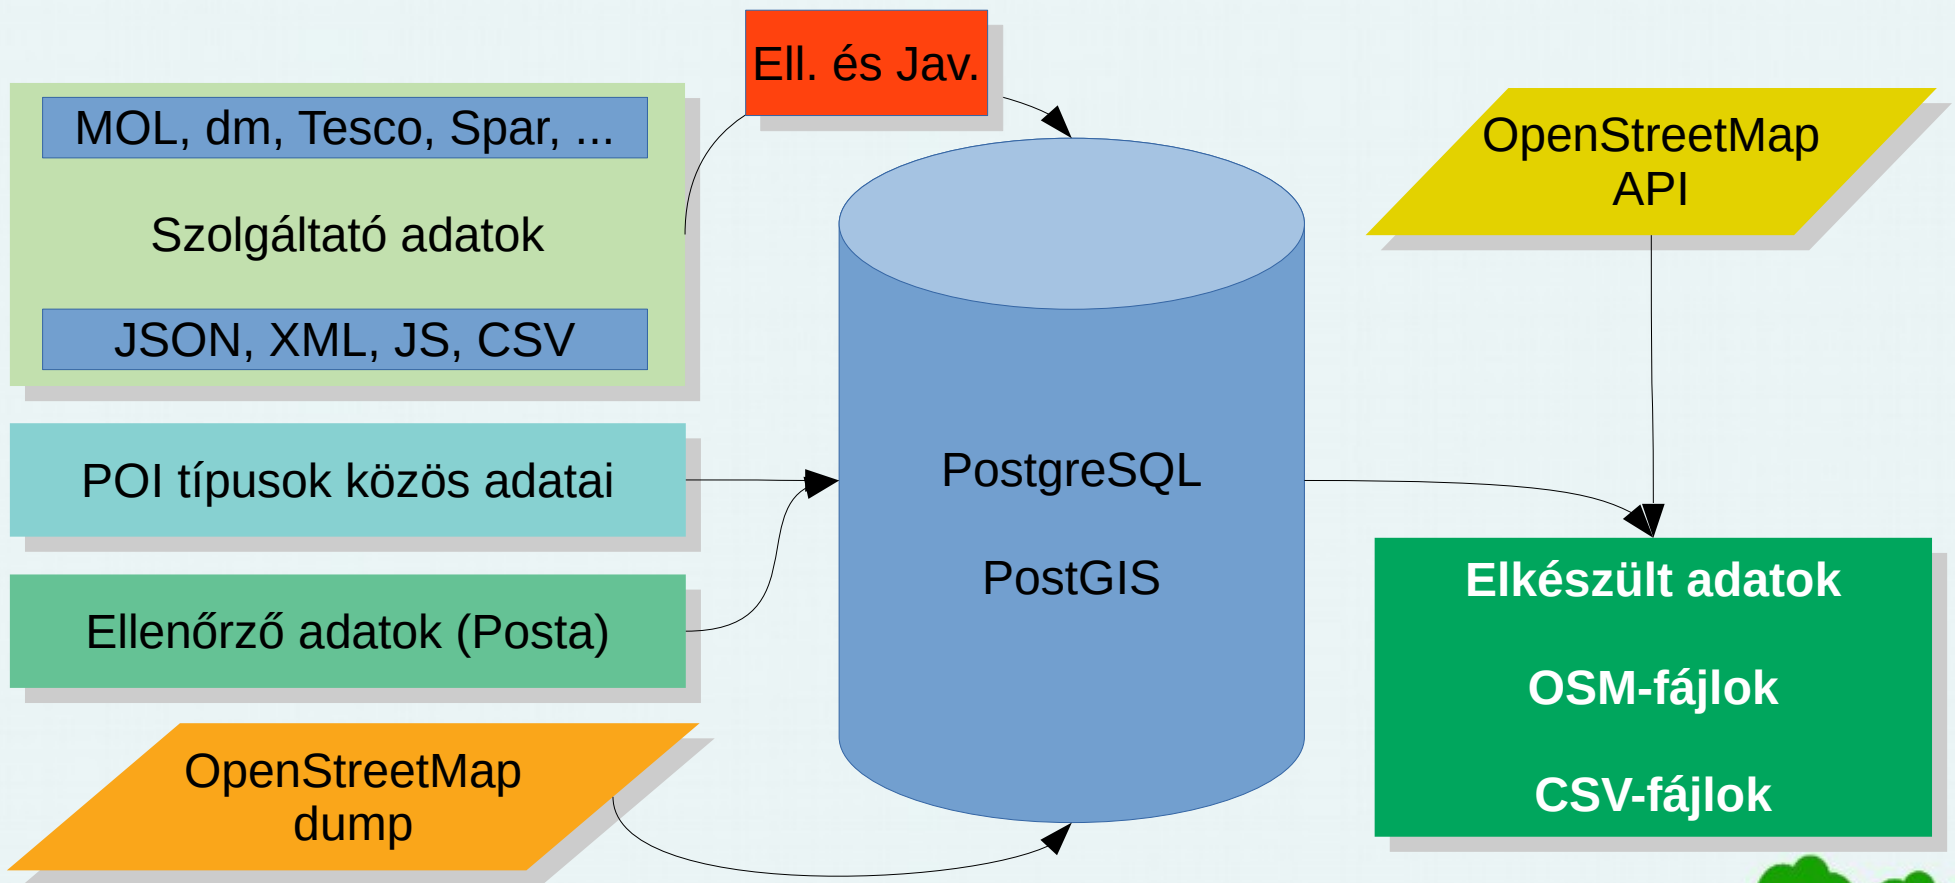 Ell. és Jav.
MOL, dm, Tesco, Spar, ...
Szolgáltató adatok
JSON, XML, JS, CSV
POI típusok közös adatai
Ellenőrző adatok (Posta)
OpenStreetMap
dump
PostgreSQL
PostGIS
OpenStreetMap
API
Elkészült adatok
OSM-fájlok
CSV-fájlok